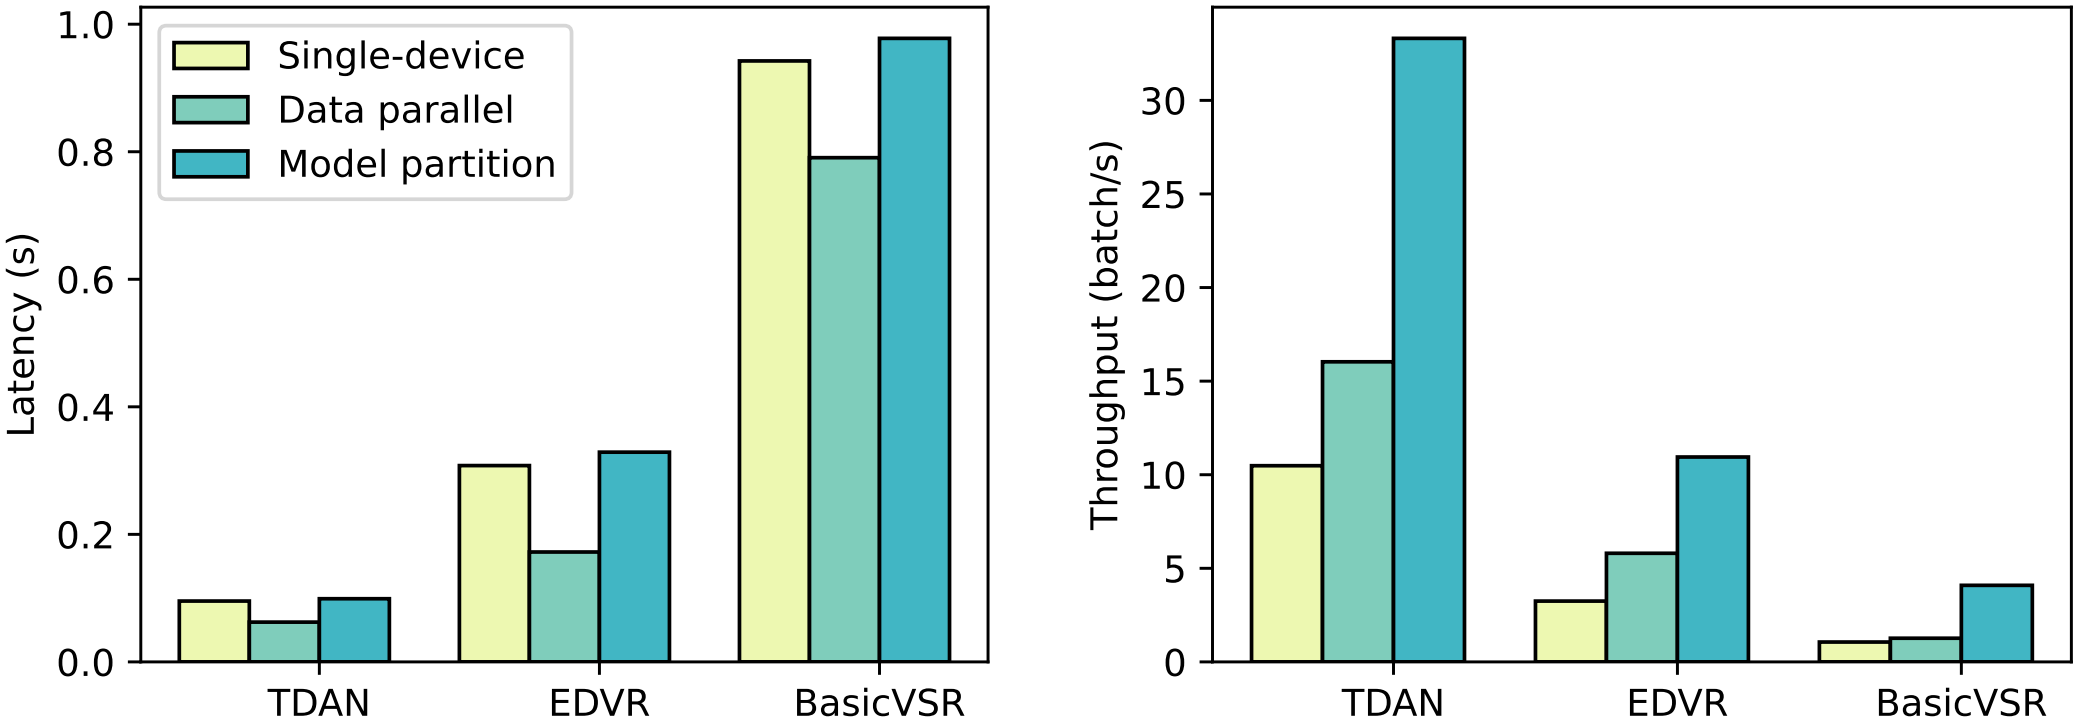 Latency (s)
1.0
0.8
0.6
0.4
0.2
0.0
Single-device
Data parallel
Model partition
TDAN
EDVR
BasicVSR
Throughput (batch/s)
30
25
20
15
10
5
0
TDAN
EDVR
BasicVSR